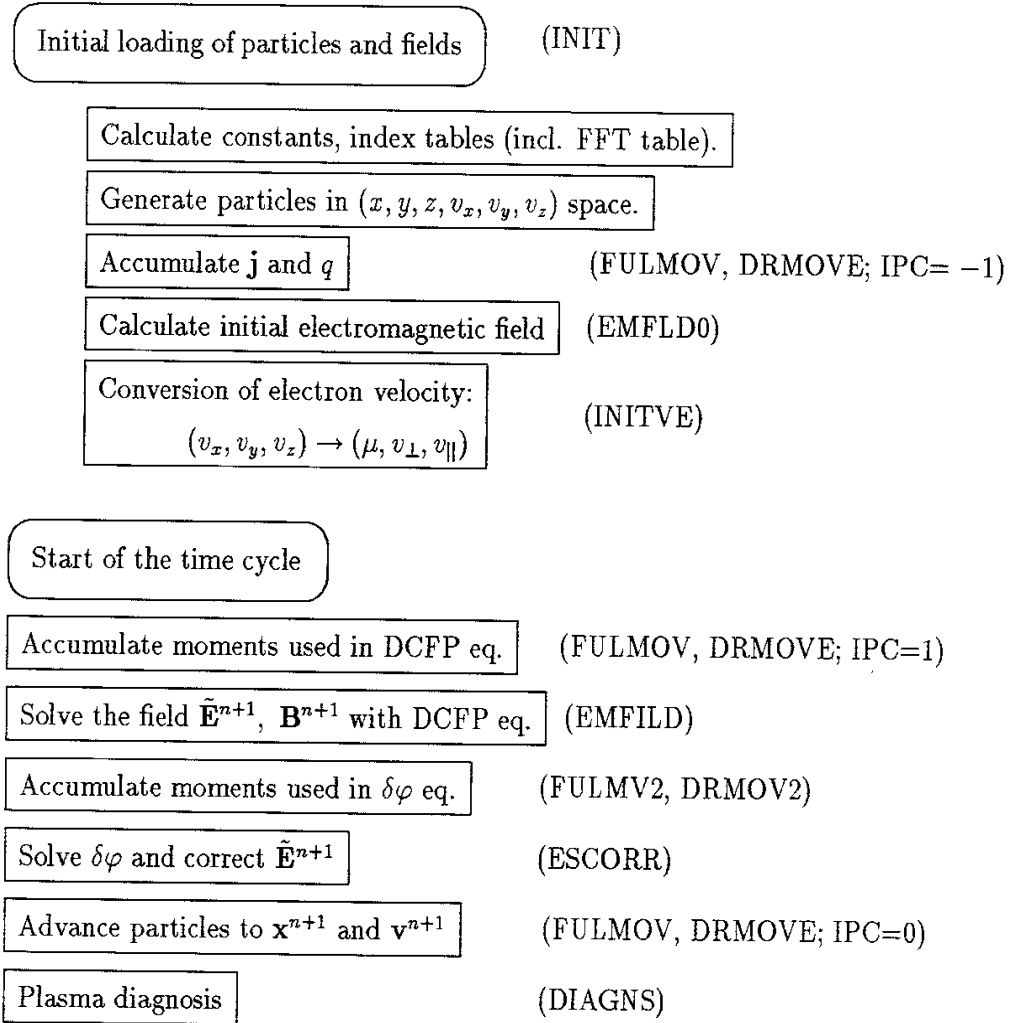 Initial loading of particles and fields (INIT)
Calculate constants, index tables (incl. FFT table).
Generate particles in (x, y, z, v_x, v_y, v_z) space.
Accumulate j and q (FULMOV, DRMOVE; IPC= −1)
Calculate initial electromagnetic field (EMFLD0)
Conversion of electron velocity:
(v_x, v_y, v_z) → (μ, v_⊥, v_∥) (INITVE)
Start of the time cycle
Accumulate moments used in DCFP eq. (FULMOV, DRMOVE; IPC=1)
Solve the field Ẽ^{n+1}, B^{n+1} with DCFP eq. (EMFILD)
Accumulate moments used in δφ eq. (FULMV2, DRMOV2)
Solve δφ and correct Ẽ^{n+1} (ESCORR)
Advance particles to x^{n+1} and v^{n+1} (FULMOV, DRMOVE; IPC=0)
Plasma diagnosis (DIAGNS)